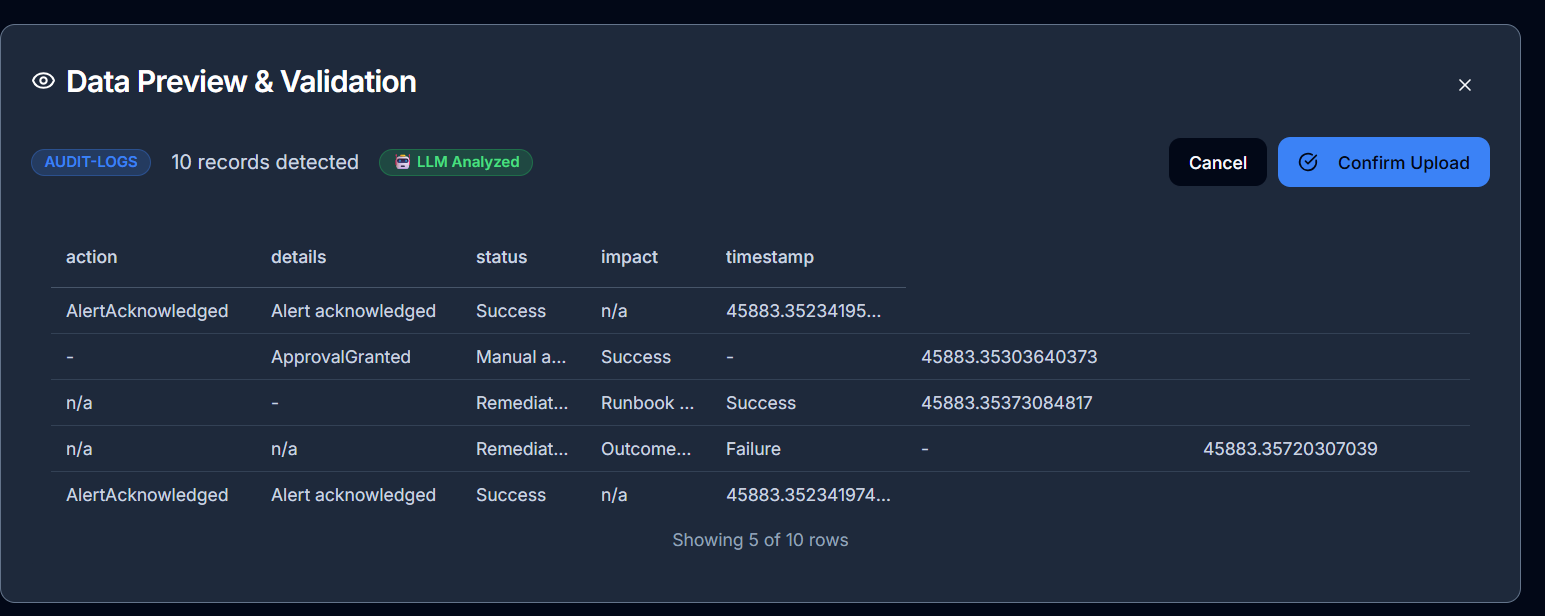 Data Preview & Validation
AUDIT-LOGS 10 records detected LLM Analyzed Cancel Confirm Upload
action details status impact timestamp
AlertAcknowledged Alert acknowledged Success n/a 45883.35234195...
- ApprovalGranted Manual a... Success - 45883.35303640373
n/a - Remediat... Runbook ... Success 45883.35373084817
n/a n/a Remediat... Outcome... Failure - 45883.35720307039
AlertAcknowledged Alert acknowledged Success n/a 45883.352341974...
Showing 5 of 10 rows